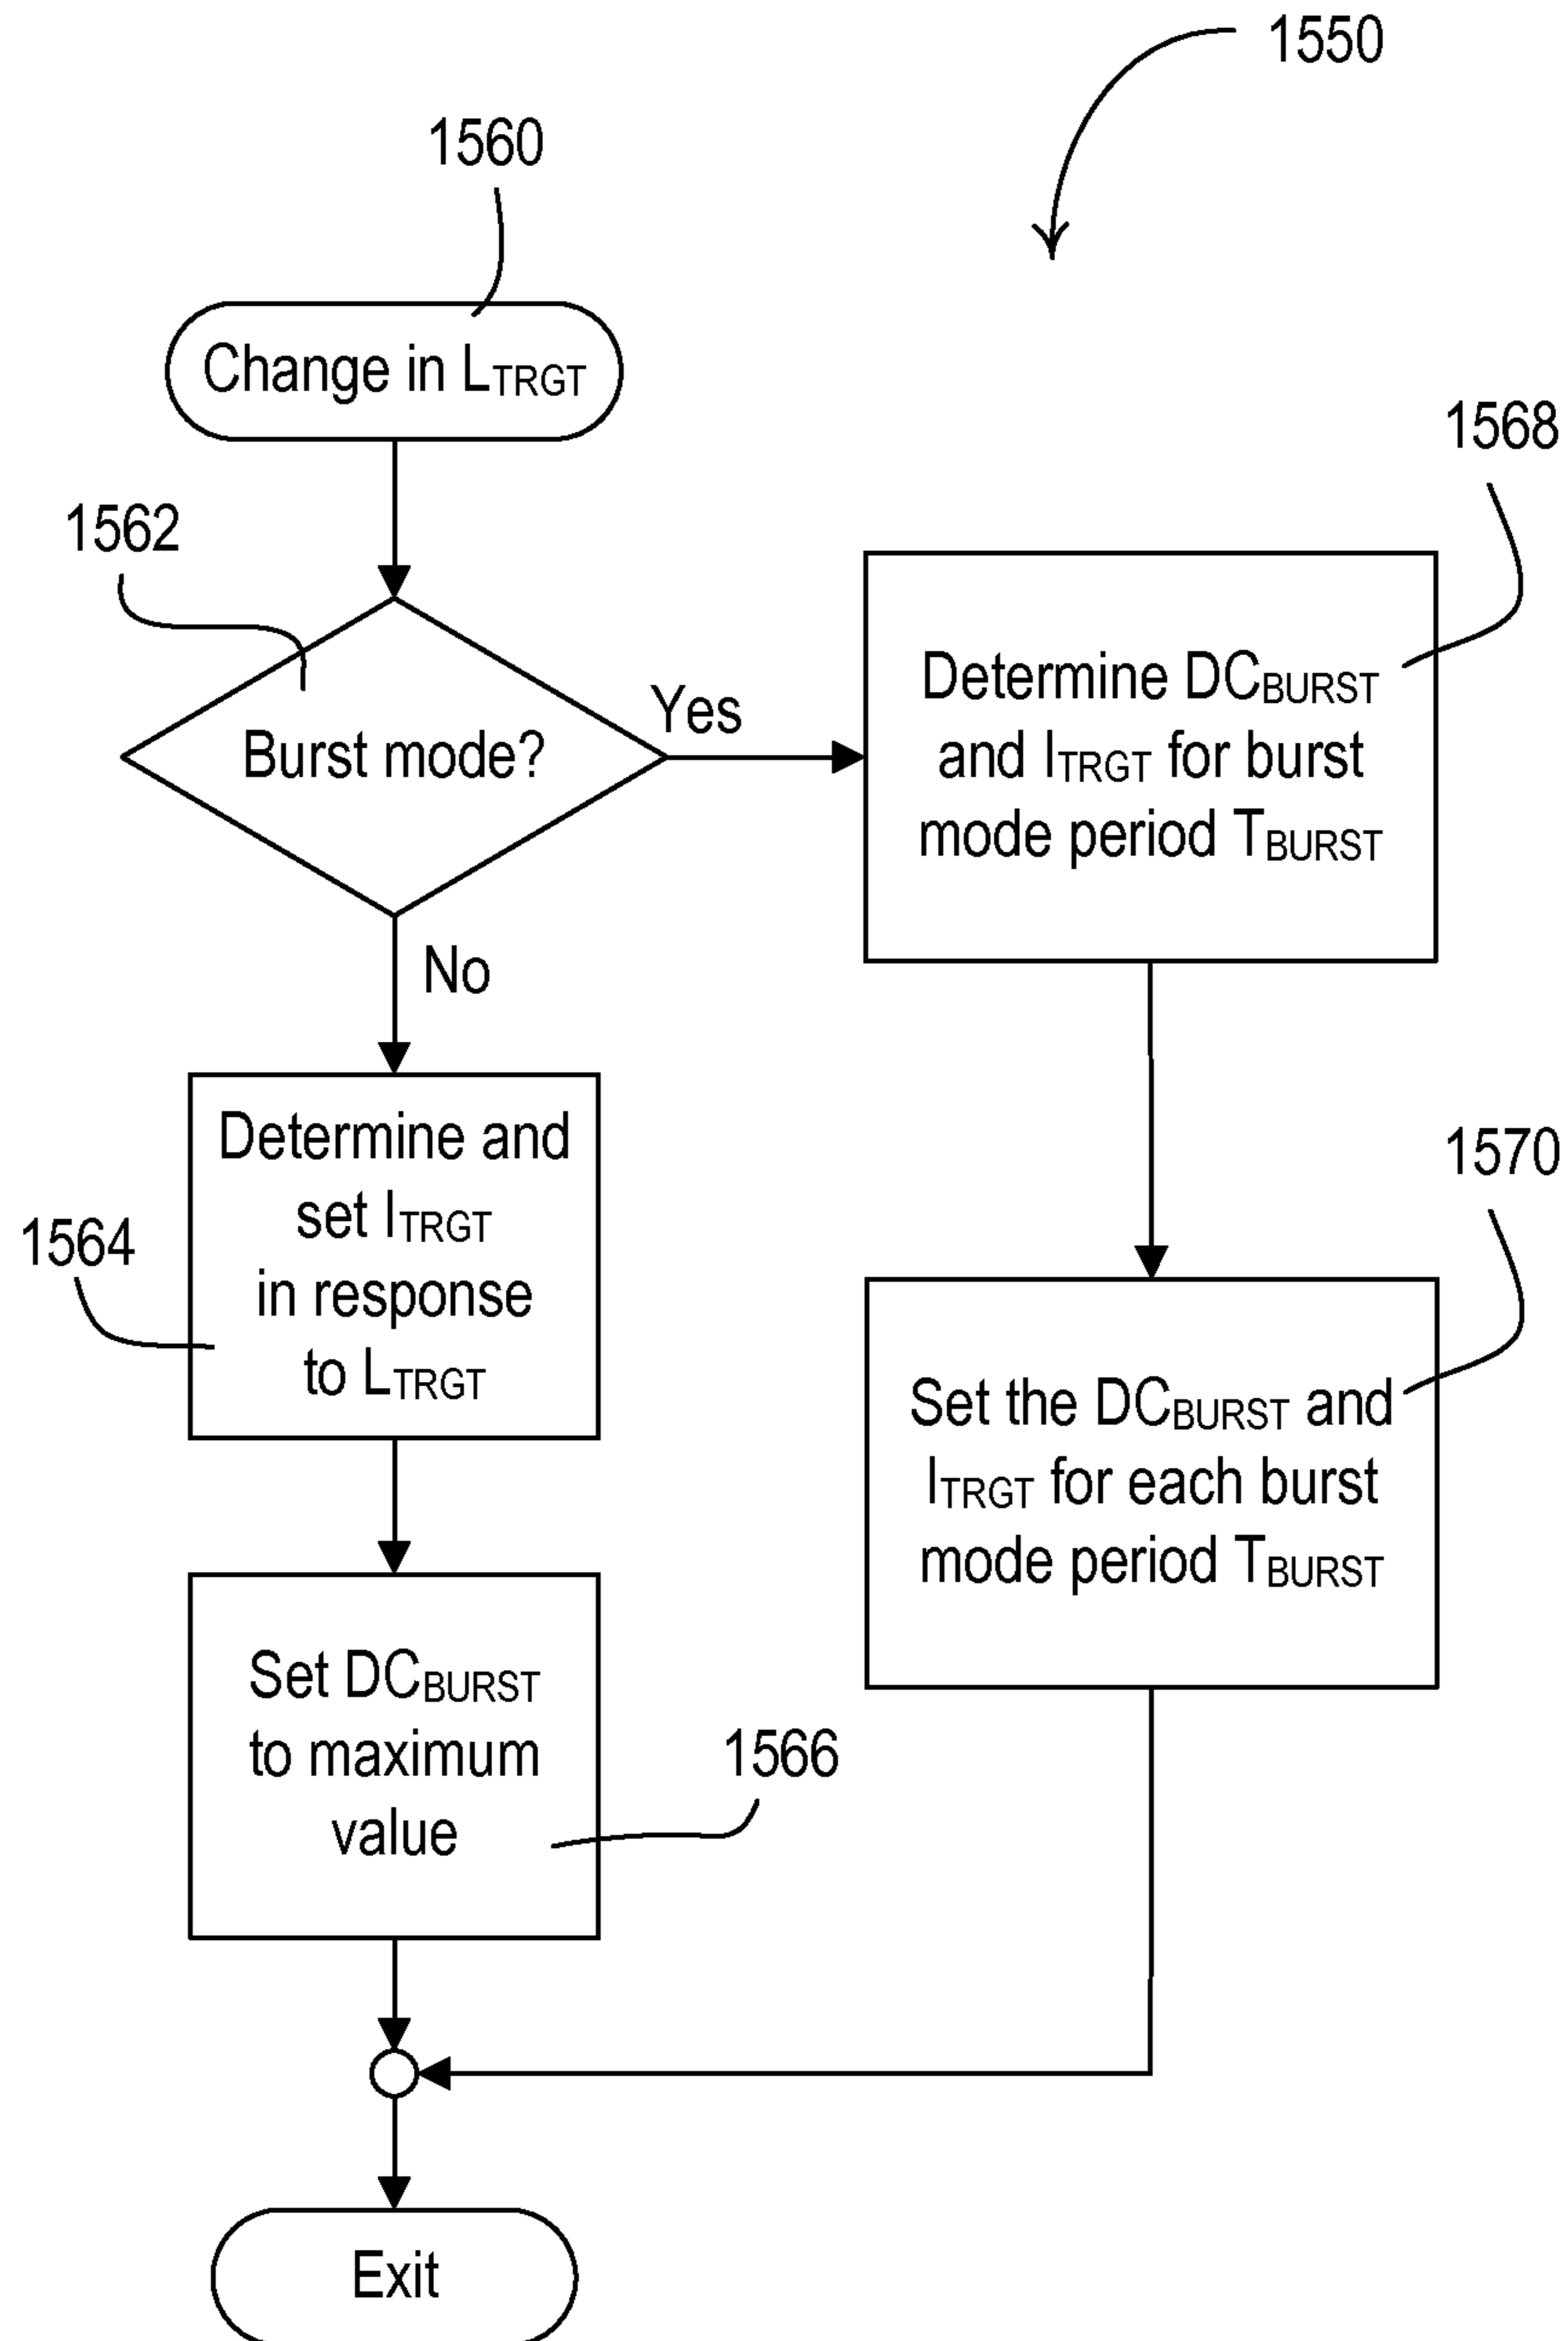 1550
1560
Change in LTRGT
1562
Burst mode?
Yes
No
1568
Determine DCBURST
and ITRGT for burst
mode period TBURST
1564
Determine and
set ITRGT
in response
to LTRGT
1570
Set the DCBURST and
ITRGT for each burst
mode period TBURST
Set DCBURST
to maximum
value
1566
Exit